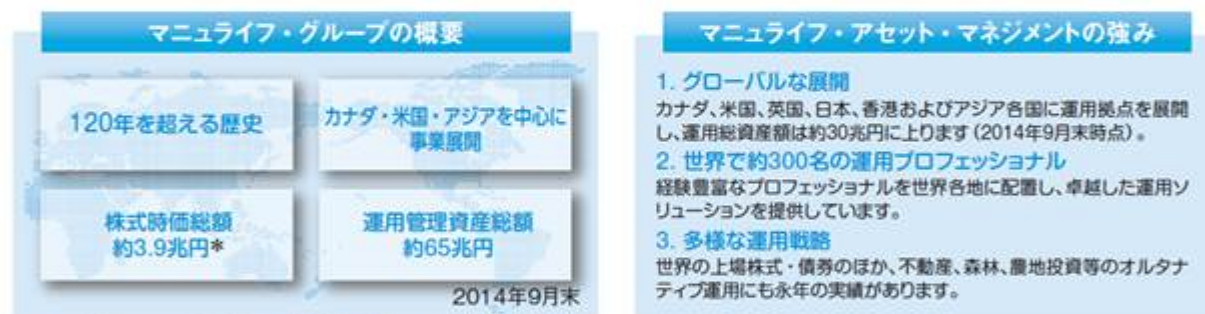 マニュライフ・グループの概要
120年を超える歴史
カナダ・米国・アジアを中心に
事業展開
株式時価総額
約3.9兆円*
運用管理資産総額
約65兆円
2014年9月末
マニュライフ・アセット・マネジメントの強み
1. グローバルな展開
カナダ、米国、英国、日本、香港およびアジア各国に運用拠点を展開
し、運用総資産額は約30兆円に上ります(2014年9月末時点)。
2. 世界で約300名の運用プロフェッショナル
経験豊富なプロフェッショナルを世界各地に配置し、卓越した運用ソ
リューションを提供しています。
3. 多様な運用戦略
世界の上場株式・債券のほか、不動産、森林、農地投資等のオルタナ
ティブ運用にも永年の実績があります。